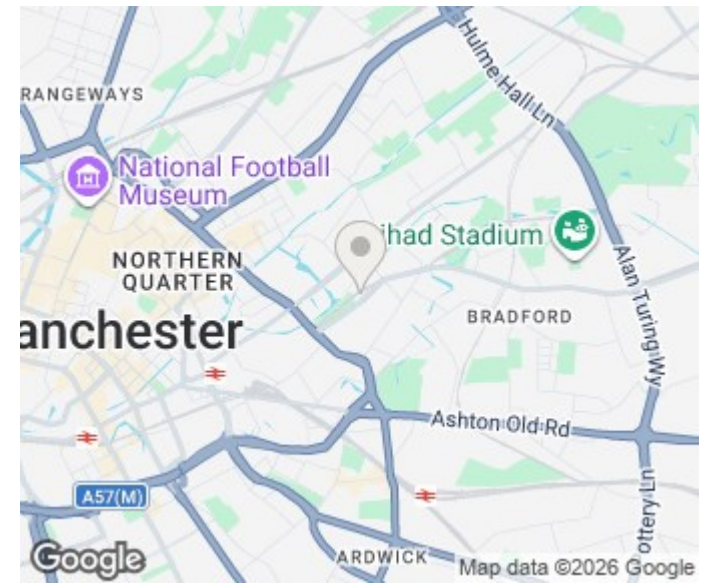 Hulme Hall Ln
RANGEWAYS
National Football
Museum
ihad Stadium
NORTHERN
QUARTER
Alan Turing Wy
BRADFORD
anchester
Ashton Old Rd
A57(M)
ottery Ln
ARDWICK
Google
Map data ©2026 Google